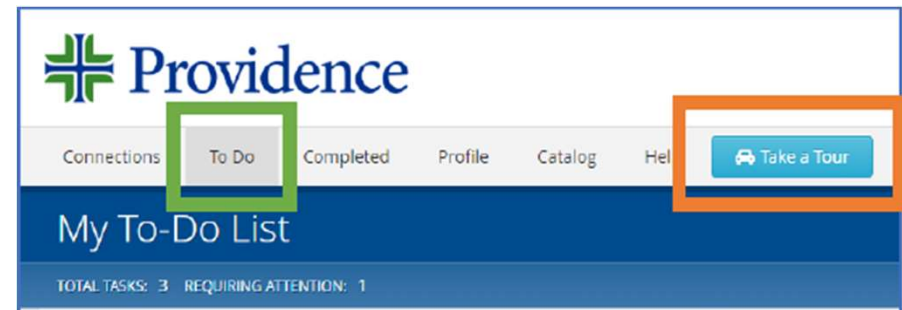 Providence
Connections To Do Completed Profile Catalog Hel Take a Tour
My To-Do List
TOTAL TASKS: 3 REQUIRING ATTENTION: 1